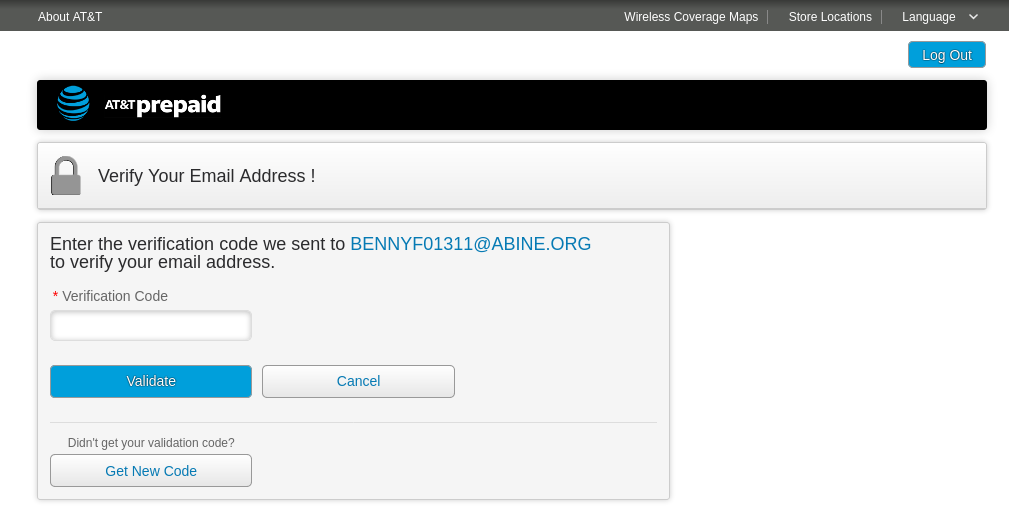 About AT&T
Wireless Coverage Maps
Store Locations
Language
Log Out
AT&T prepaid
Verify Your Email Address !
Enter the verification code we sent to BENNYF01311@ABINE.ORG
to verify your email address.
* Verification Code
Validate
Cancel
Didn't get your validation code?
Get New Code